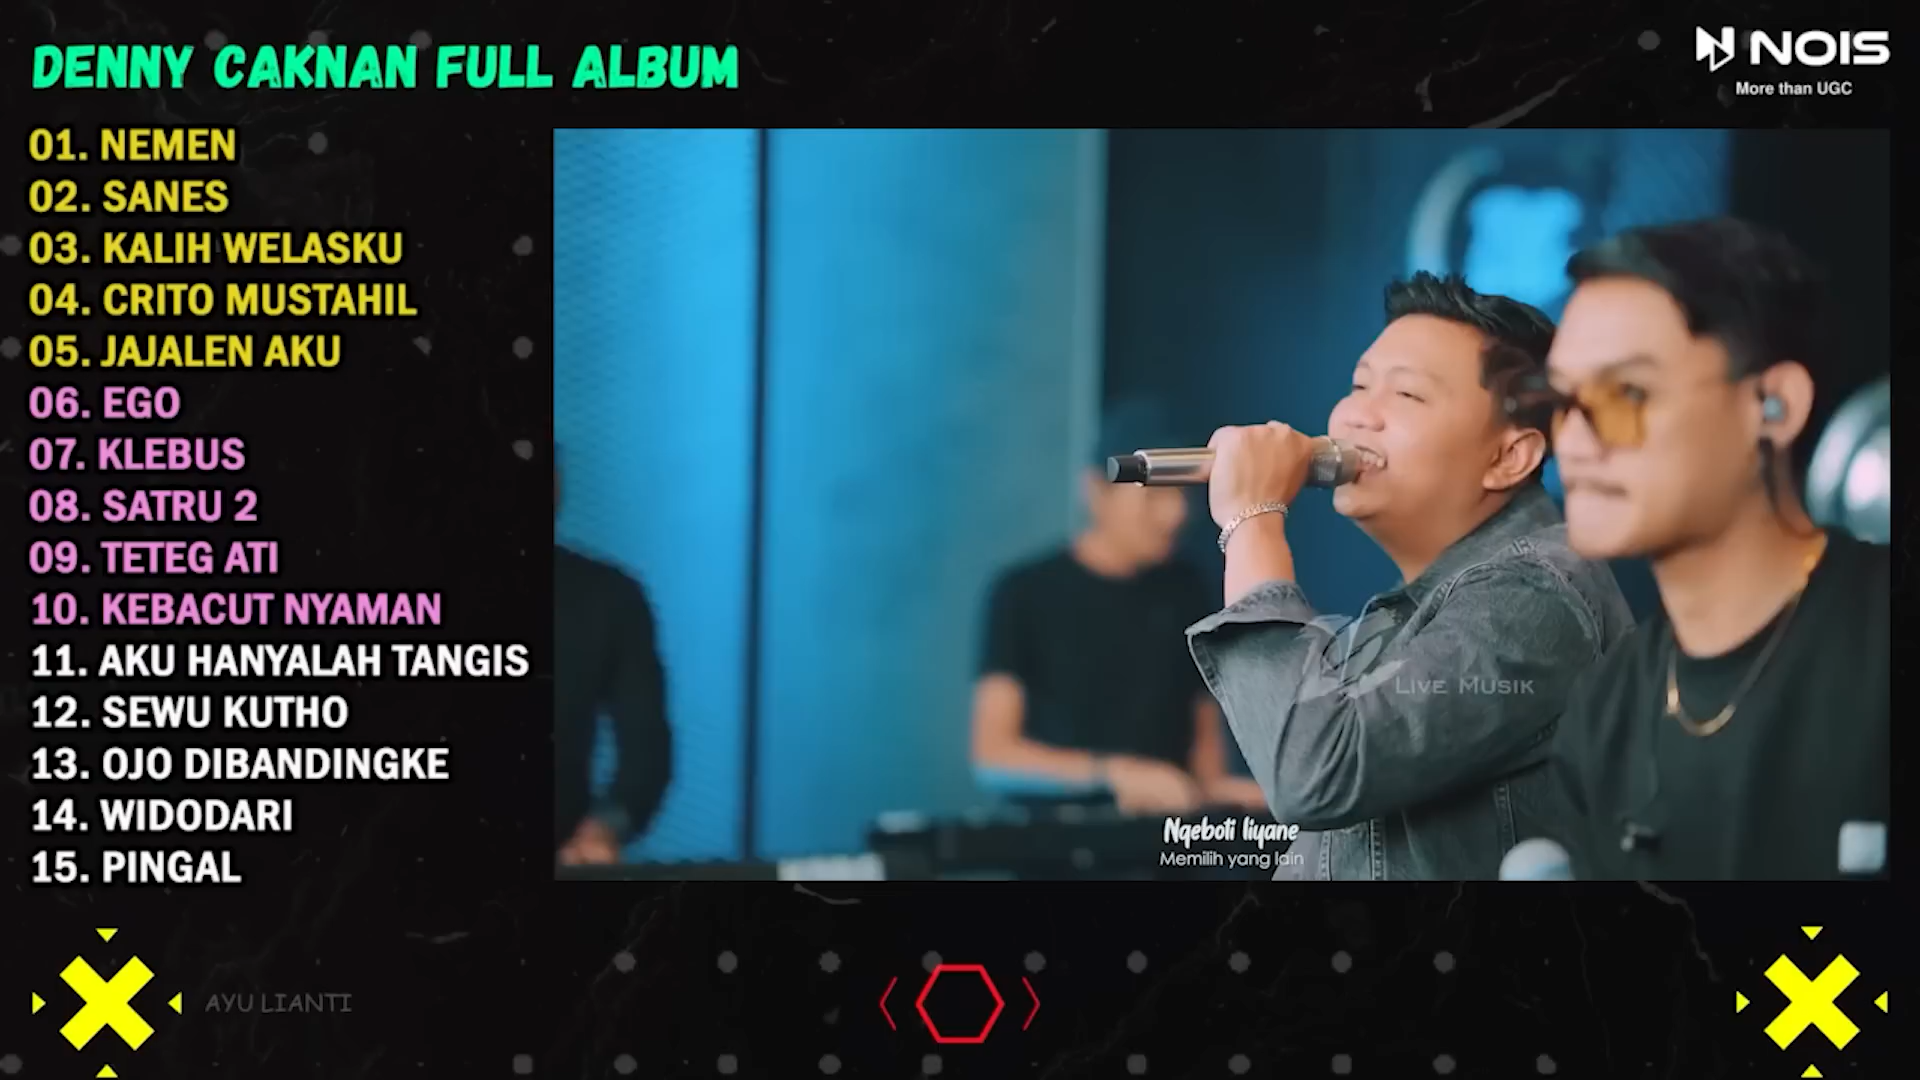 DENNY CAKNAN FULL ALBUM
NOIS
More than UGC
01. NEMEN
02. SANES
03. KALIH WELASKU
04. CRITO MUSTAHIL
05. JAJALEN AKU
06. EGO
07. KLEBUS
08. SATRU 2
09. TETEG ATI
10. KEBACUT NYAMAN
11. AKU HANYALAH TANGIS
12. SEWU KUTHO
13. OJO DIBANDINGKE
14. WIDODARI
15. PINGAL
LIVE MUSIK
Ngeboti liyane
Memilih yang lain
AYU LIANTI